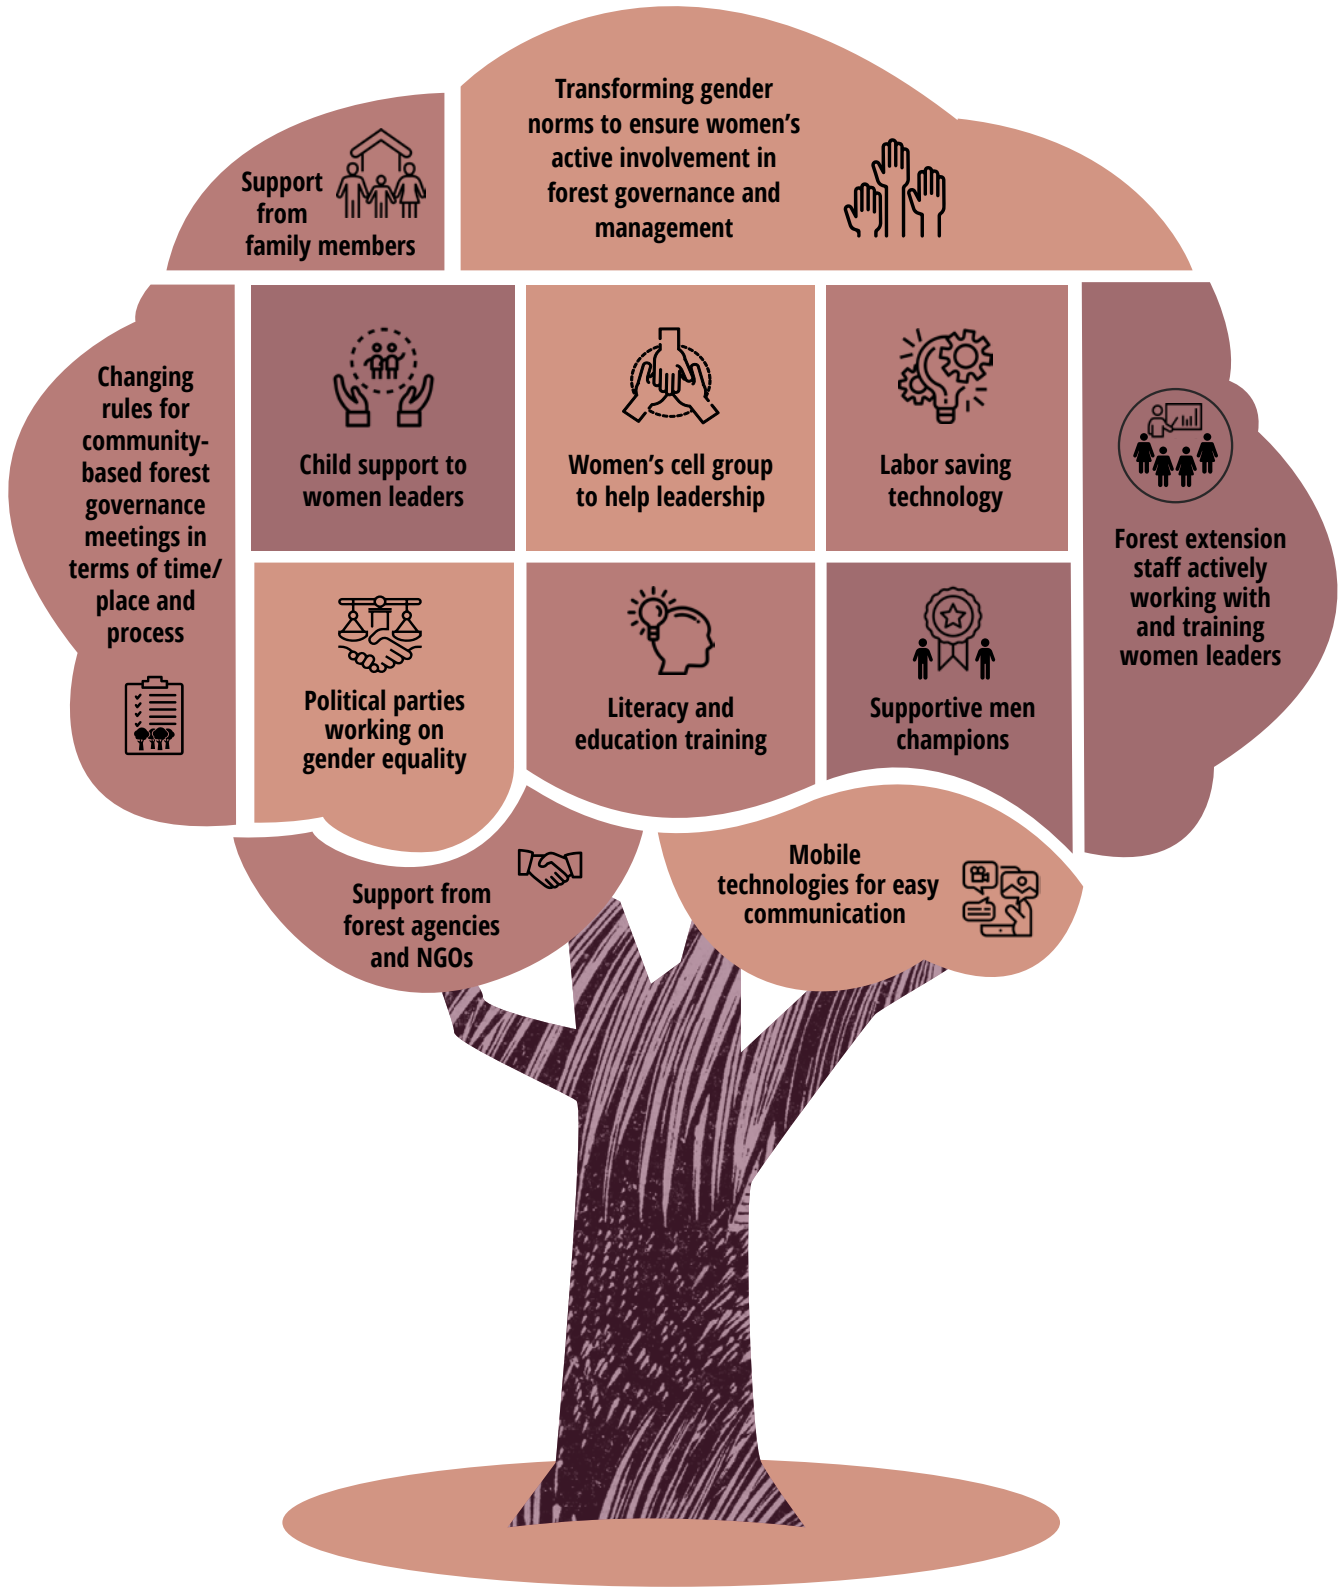 Transforming gender
norms to ensure women’s
active involvement in
forest governance and
management
Support
from
family members
Changing
rules for
community-
based forest
governance
meetings in
terms of time/
place and
process
Child support to
women leaders
Women’s cell group
to help leadership
Labor saving
technology
Forest extension
staff actively
working with
and training
women leaders
Political parties
working on
gender equality
Literacy and
education training
Supportive men
champions
Support from
forest agencies
and NGOs
Mobile
technologies for easy
communication